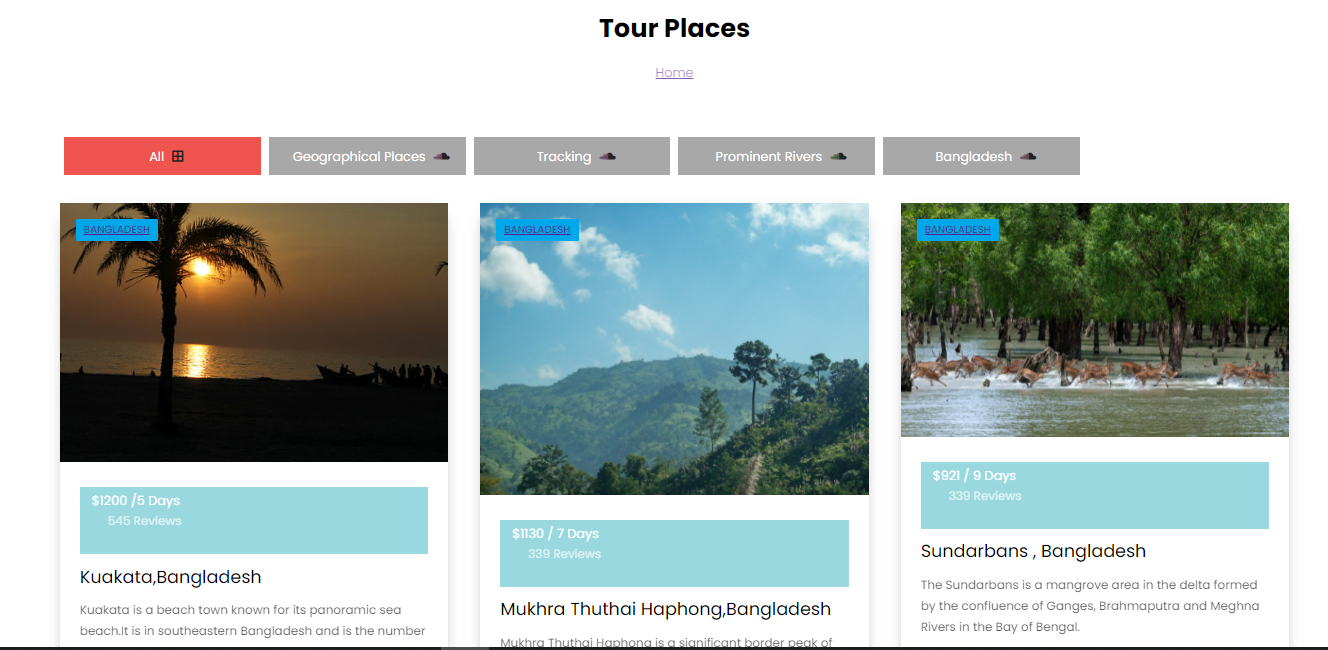 Tour Places
Home
All
Geographical Places
Tracking
Prominent Rivers
Bangladesh
BANGLADESH
$1200 /5 Days
545 Reviews
Kuakata,Bangladesh
Kuakata is a beach town known for its panoramic sea
beach.It is in southeastern Bangladesh and is the number
BANGLADESH
$1130 / 7 Days
339 Reviews
Mukhra Thuthai Haphong,Bangladesh
Mukhra Thuthai Haphong is a significant border peak of
BANGLADESH
$921 / 9 Days
339 Reviews
Sundarbans , Bangladesh
The Sundarbans is a mangrove area in the delta formed
by the confluence of Ganges, Brahmaputra and Meghna
Rivers in the Bay of Bengal.